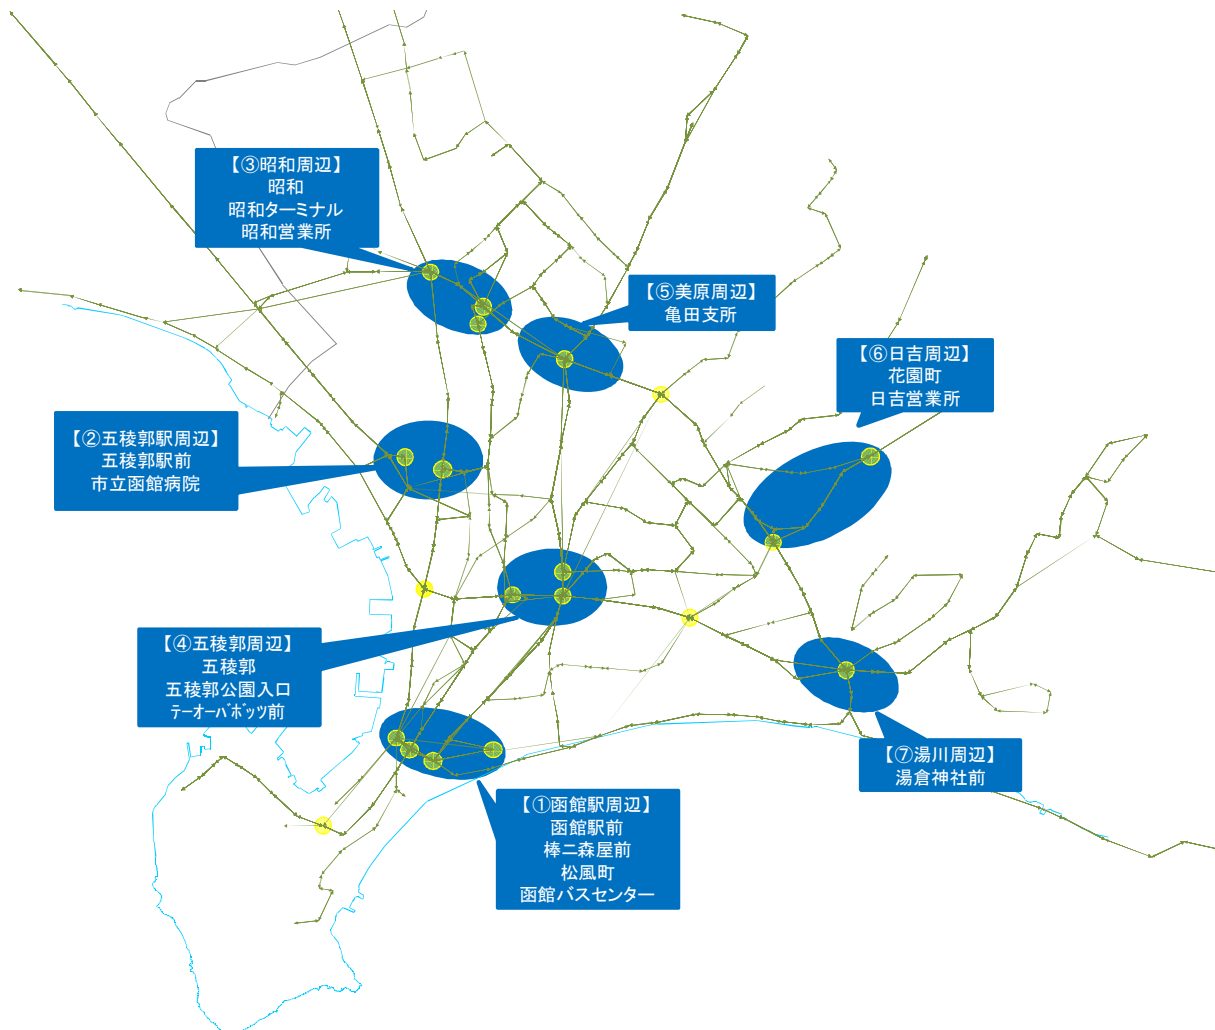 【③昭和周辺】
昭和
昭和ターミナル
昭和営業所
【⑤美原周辺】
亀田支所
【⑥日吉周辺】
花園町
日吉営業所
【②五稜郭駅周辺】
五稜郭駅前
市立函館病院
【④五稜郭周辺】
五稜郭
五稜郭公園入口
テーオーパボッツ前
【⑦湯川周辺】
湯倉神社前
【①函館駅周辺】
函館駅前
棒二森屋前
松風町
函館バスセンター